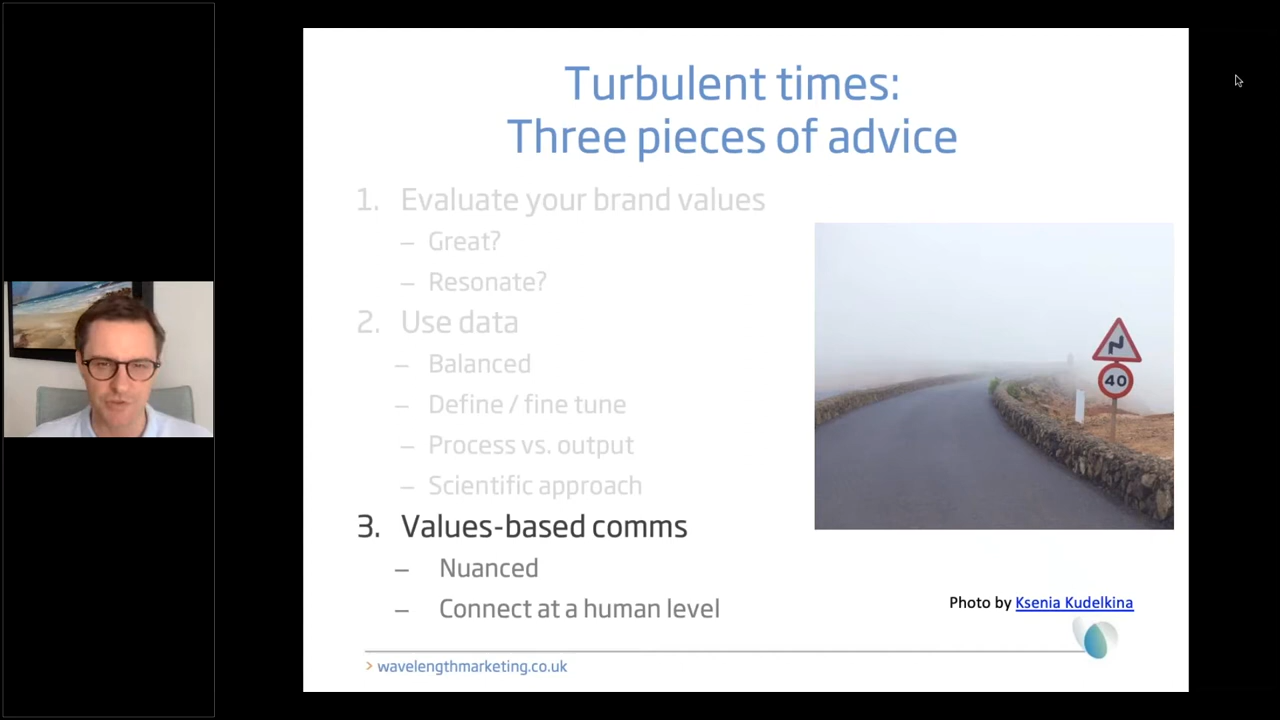 Turbulent times:
Three pieces of advice
1. Evaluate your brand values
– Great?
– Resonate?
2. Use data
– Balanced
– Define / fine tune
– Process vs. output
– Scientific approach
3. Values-based comms
– Nuanced
– Connect at a human level
40
Photo by Ksenia Kudelkina
> wavelengthmarketing.co.uk